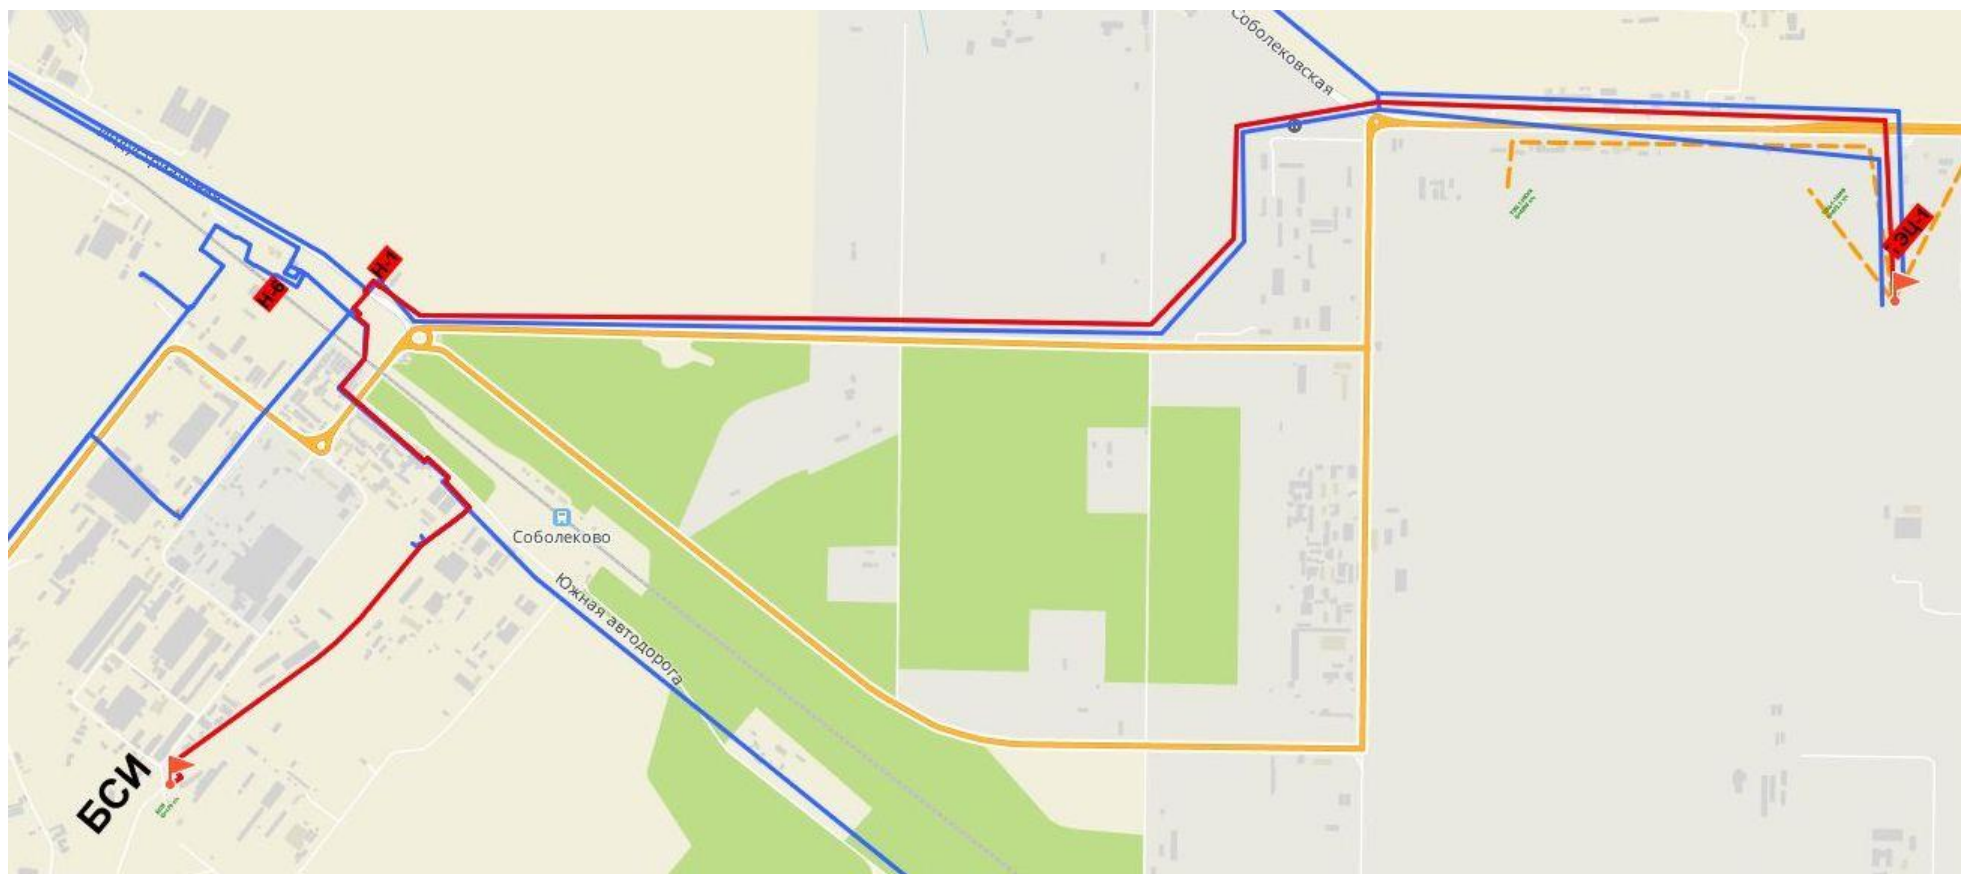 Соболековская
Н-1
Н-6
ЭЦ-1
Соболеково
Южная автодорога
БСИ